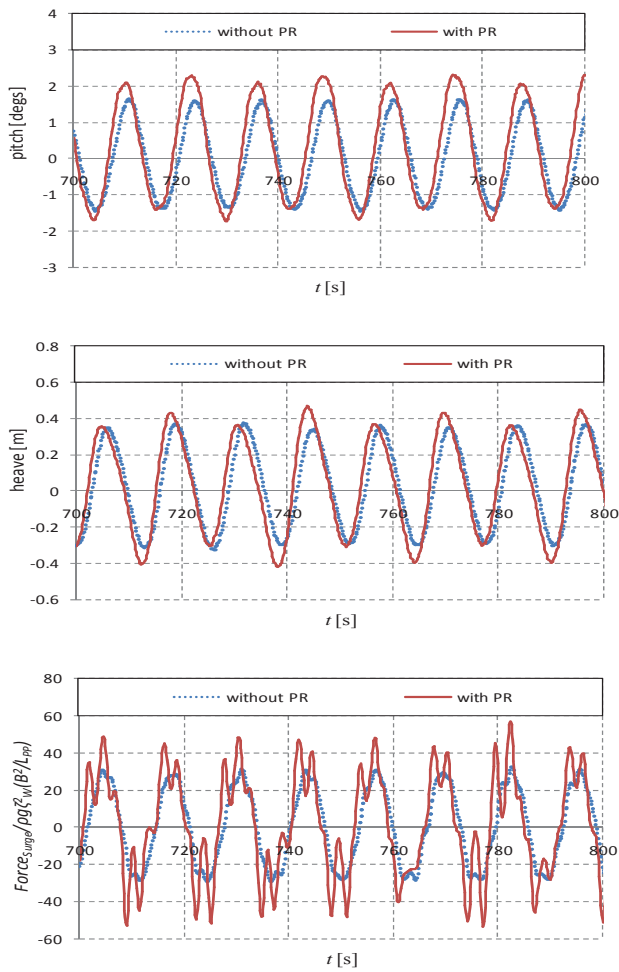 without PR with PR
pitch [degs]
4
3
2
1
0
-1
-2
-3
700 720 740 760 780 800
t [s]
without PR with PR
heave [m]
0.8
0.6
0.4
0.2
0
-0.2
-0.4
-0.6
700 720 740 760 780 800
t [s]
without PR with PR
Force_Surge/ρgζ²_W(B²/L_PP)
80
60
40
20
0
-20
-40
-60
700 720 740 760 780 800
t [s]